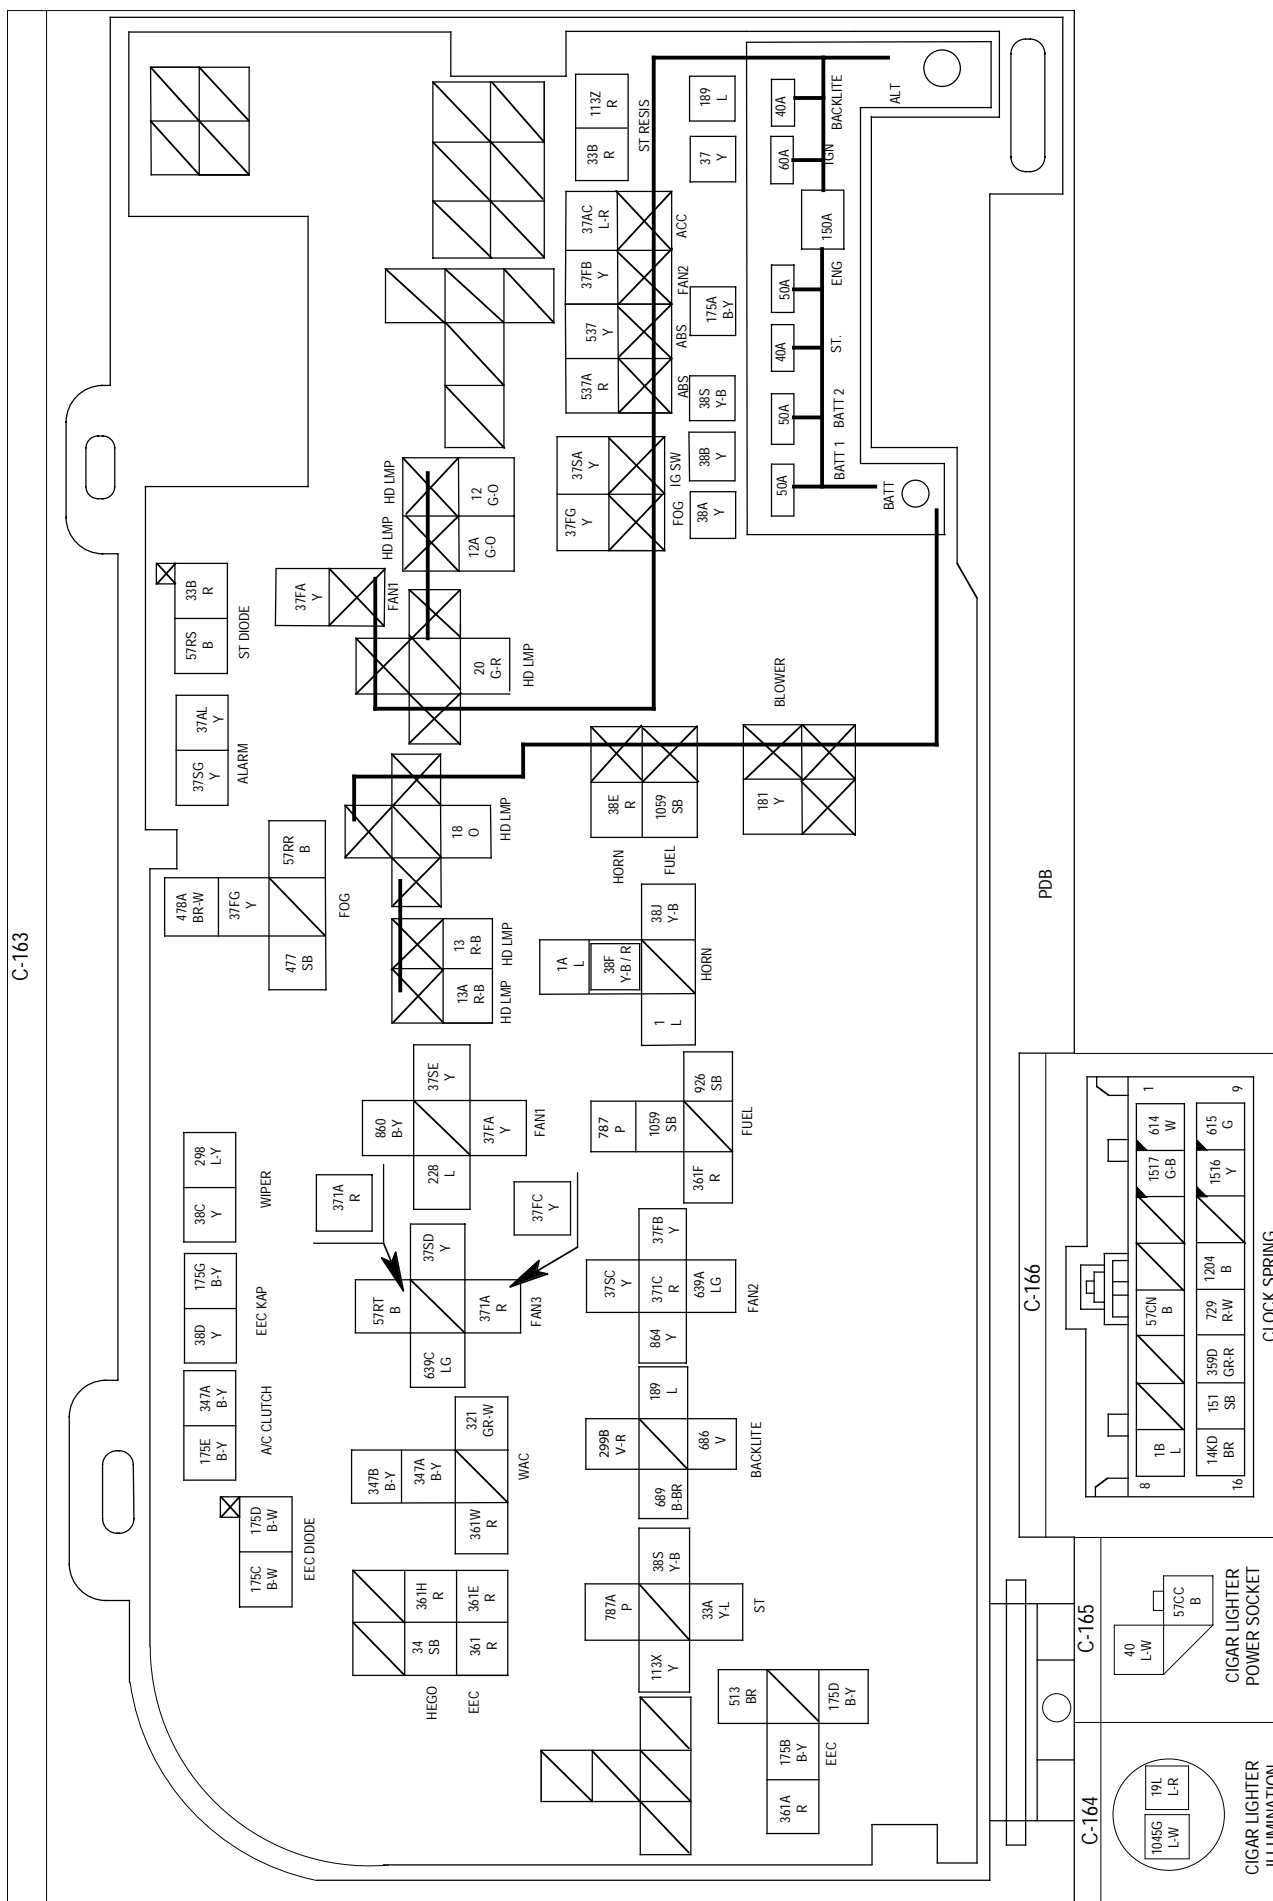 C-163
33B
R
57RS
B
ST DIODE
37AL
Y
37SG
Y
ALARM
57RR
B
478A
BR-W
37FG
Y
477
SB
FOG
298
L-Y
38C
Y
WIPER
175G
B-Y
38D
Y
EEC KAP
347A
B-Y
175E
B-Y
A/C CLUTCH
175D
B-W
175C
B-W
EEC DIODE
HD LMP
HD LMP
12
G-O
12A
G-O
37FA
Y
FAN1
20
G-R
HD LMP
18
O
HD LMP
13
R-B
13A
R-B
HD LMP
HD LMP
37SE
Y
860
B-Y
37FA
Y
228
L
FAN1
371A
R
37FC
Y
37SD
Y
57RT
B
371A
R
639C
LG
FAN3
321
GR-W
347B
B-Y
347A
B-Y
361W
R
WAC
361H
R
361E
R
34
SB
361
R
HEGO
EEC
113Z
R
33B
R
ST RESIS
37AC
L-R
37FB
Y
537
Y
537A
R
ACC
FAN2
ABS
ABS
37SA
Y
37FG
Y
IG SW
FOG
189
L
37
Y
175A
B-Y
38S
Y-B
38B
Y
38A
Y
40A
60A
150A
50A
40A
50A
50A
BACKLITE
IGN
ENG
ST.
BATT 2
BATT 1
ALT
BATT
BLOWER
181
Y
38E
R
1059
SB
HORN
FUEL
38J
Y-B
1A
L
38F
Y-B / R
1
L
HORN
926
SB
787
P
1059
SB
361F
R
FUEL
37FB
Y
37SC
Y
371C
R
639A
LG
864
Y
FAN2
189
L
299B
V-R
686
V
689
B-BR
BACKLITE
38S
Y-B
787A
P
33A
Y-L
113X
Y
ST
513
BR
175D
B-Y
175B
B-Y
361A
R
EEC
PDB
C-166
1
614
W
1517
G-B
57CN
B
1B
L
8
9
615
G
1516
Y
1204
B
729
R-W
359D
GR-R
151
SB
14KD
BR
16
CLOCK SPRING
C-165
57CC
B
40
L-W
CIGAR LIGHTER
POWER SOCKET
C-164
19L
L-R
1045G
L-W
CIGAR LIGHTER
ILLUMINATION